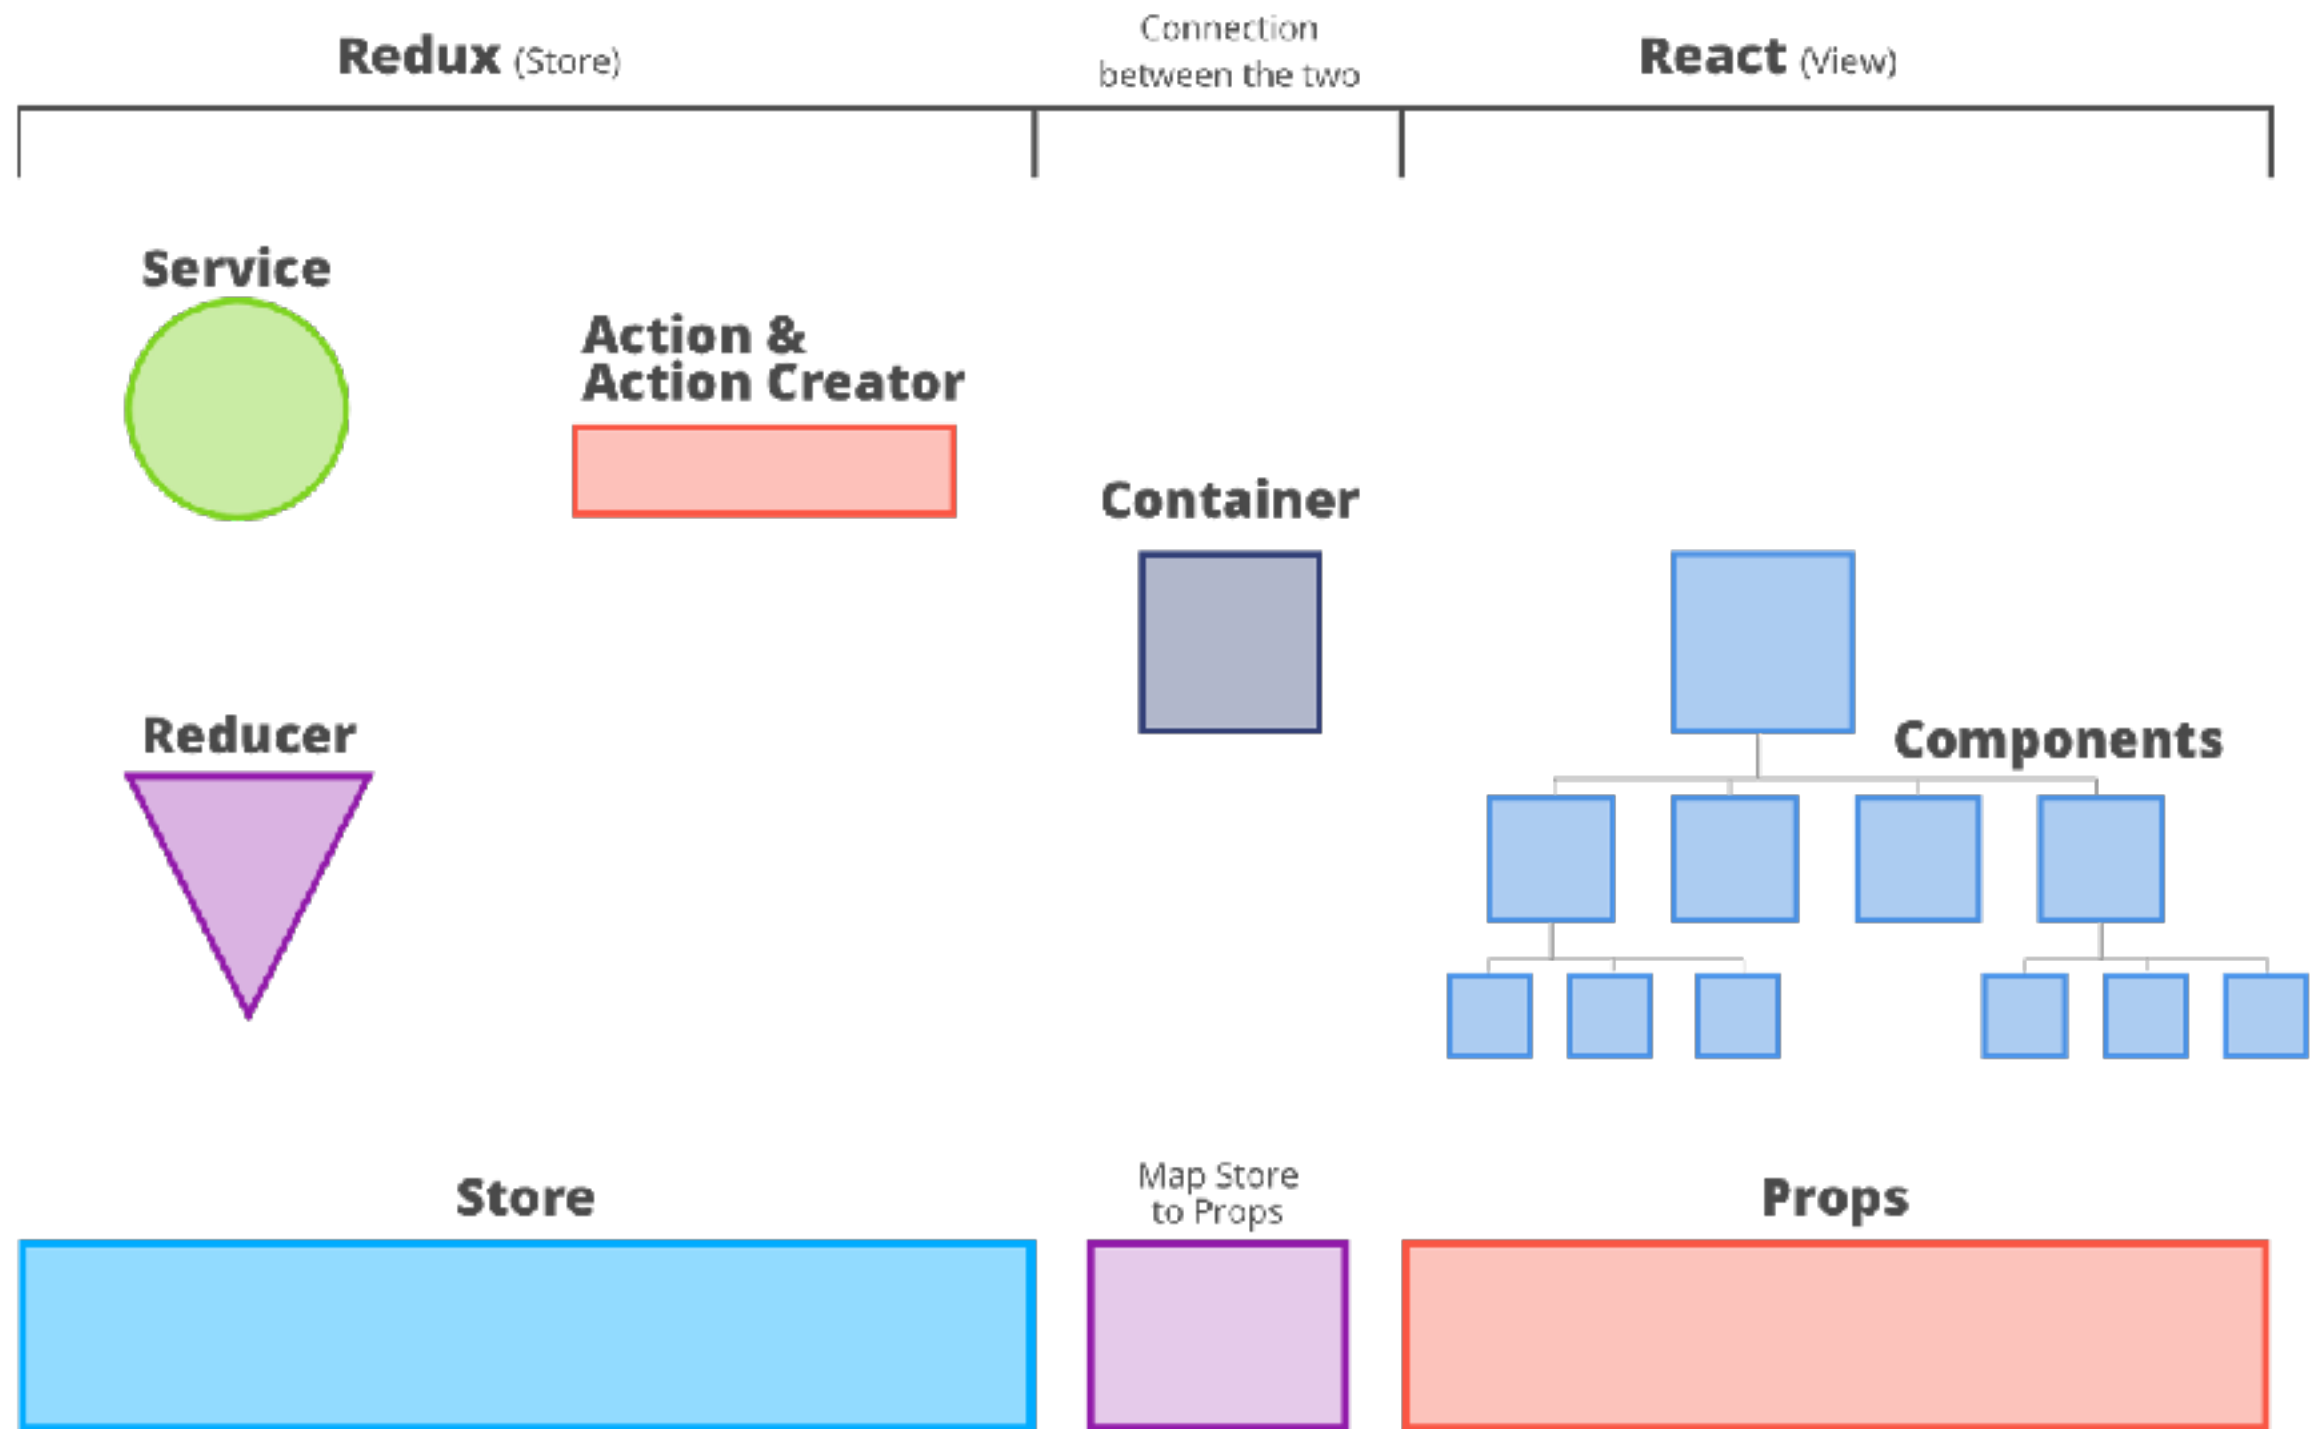 Redux (Store)
Connection
between the two
React (View)
Service
Action &
Action Creator
Container
Reducer
Components
Store
Map Store
to Props
Props